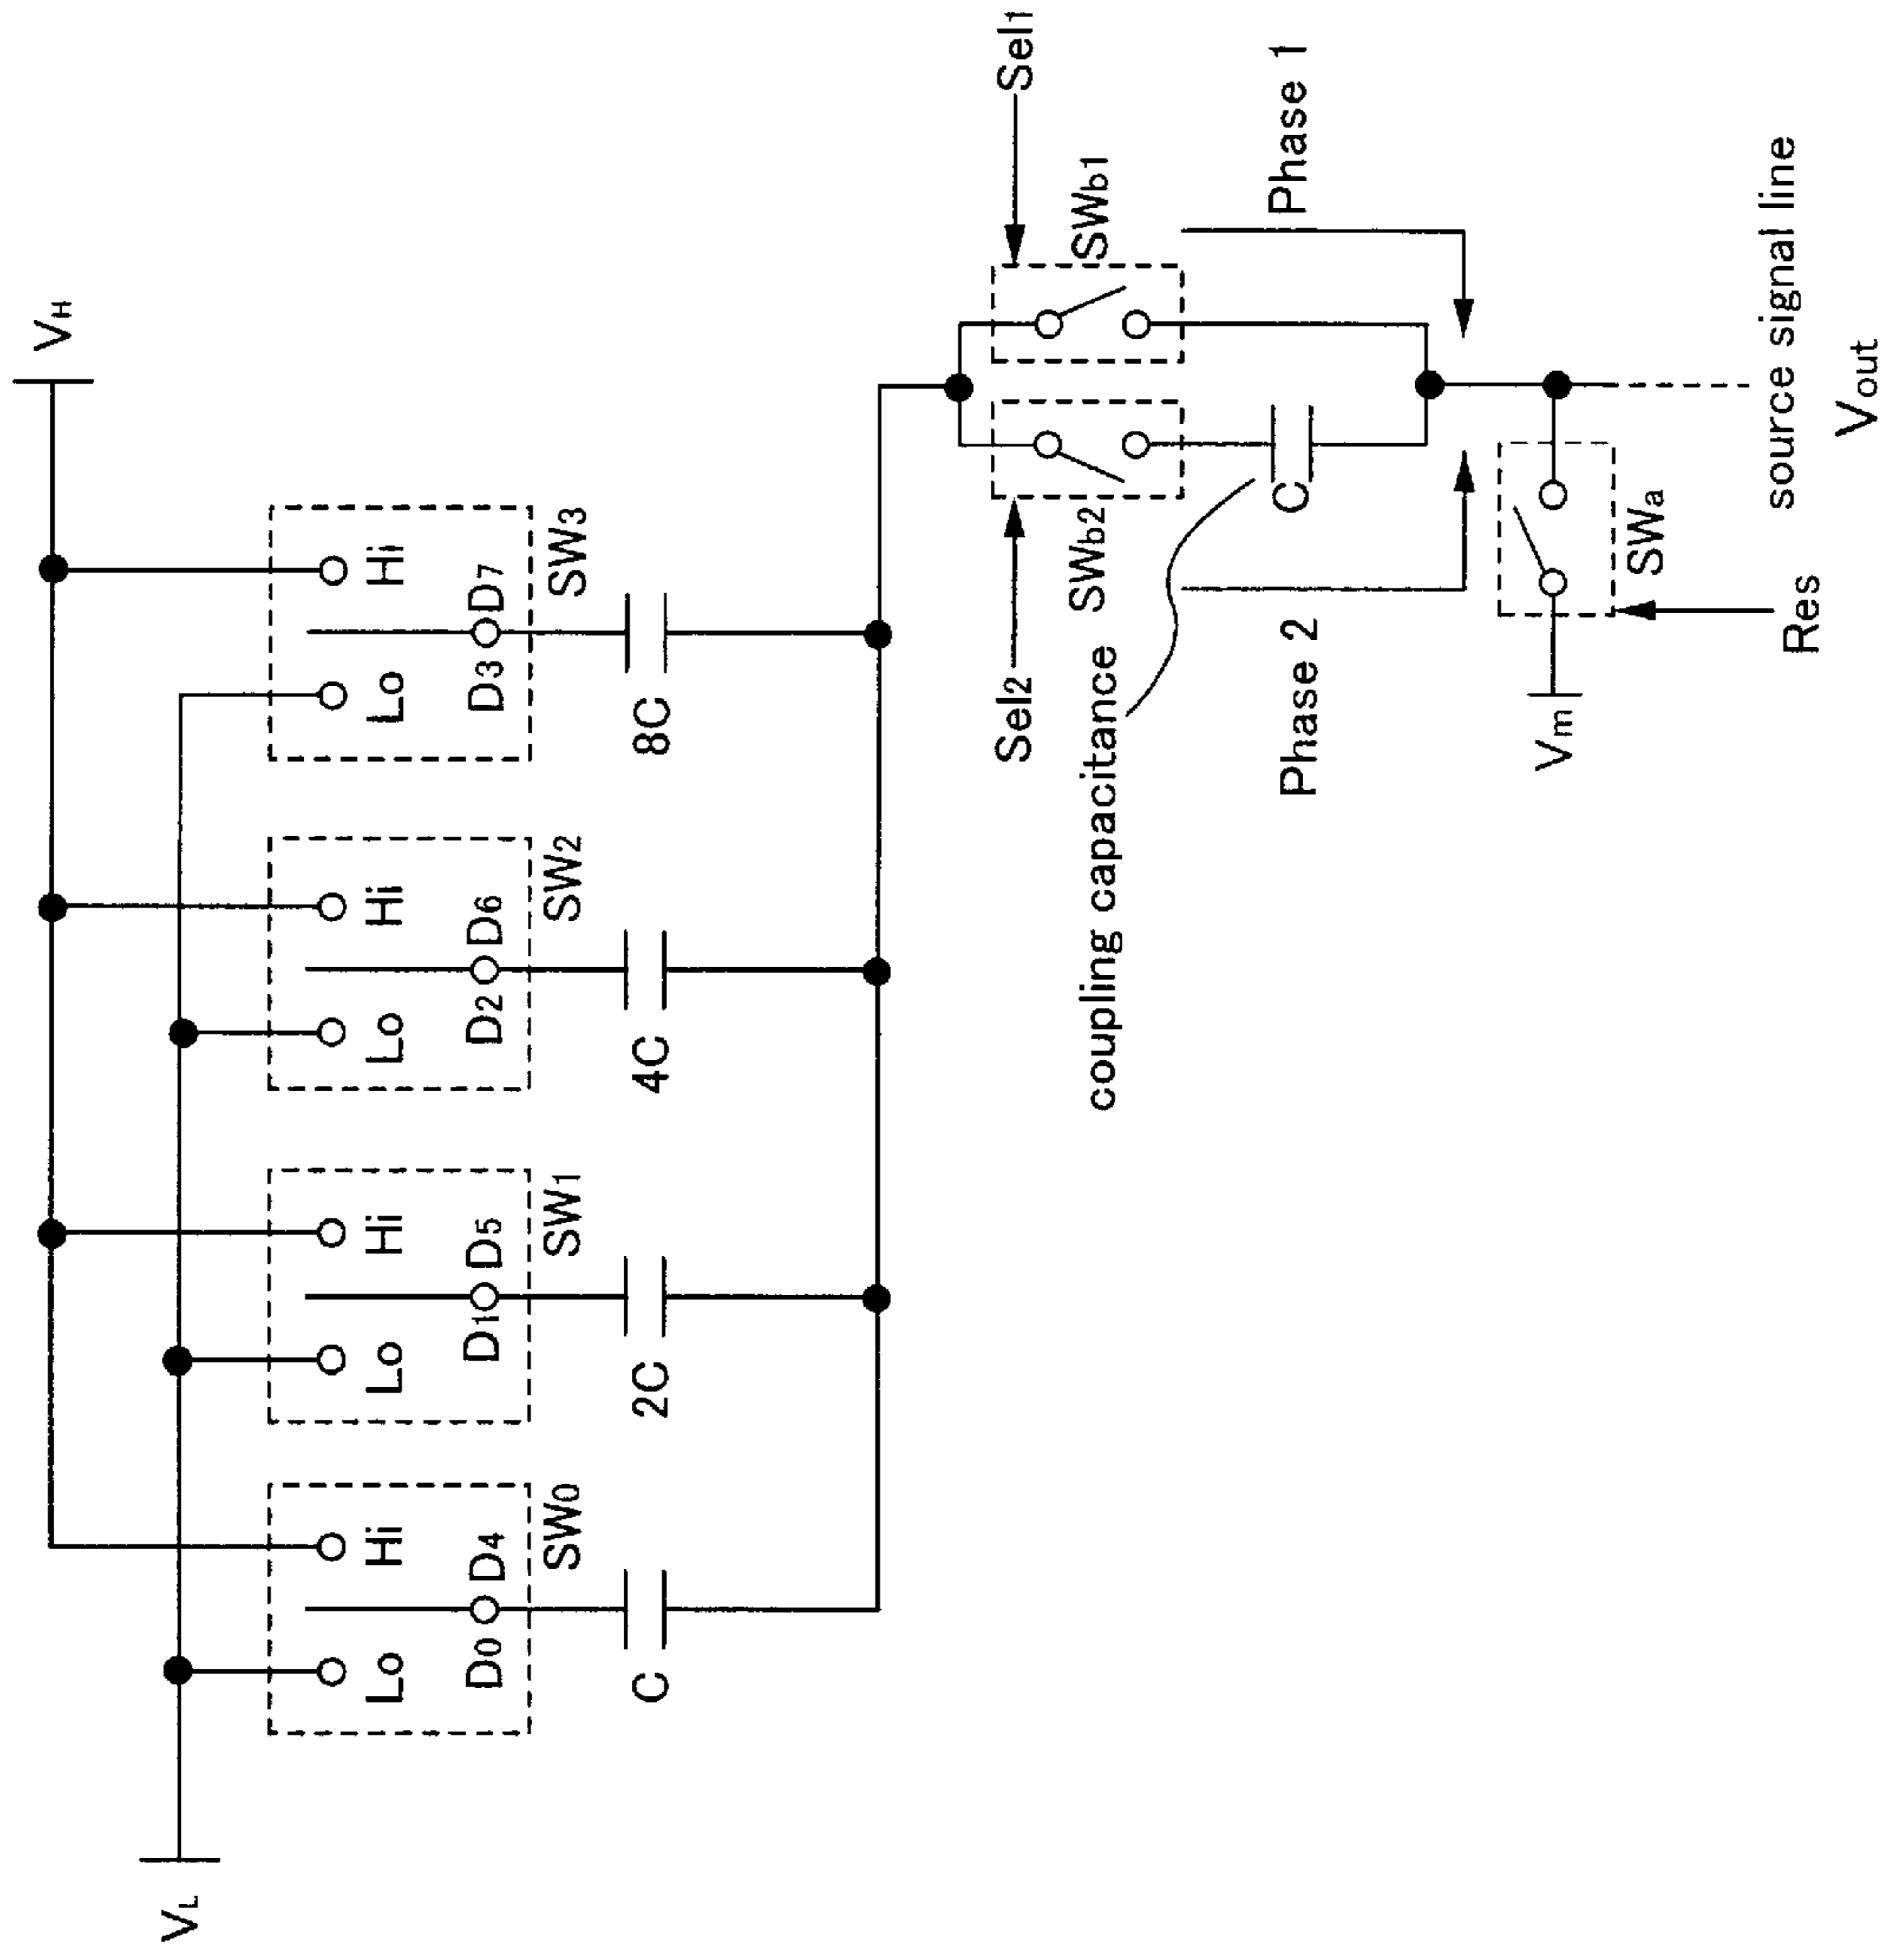 VH
VL
Lo
Hi
D0
D4
SW0
Lo
Hi
D1
D5
SW1
Lo
Hi
D2
D6
SW2
Lo
Hi
D3
D7
SW3
C
2C
4C
8C
Sel2
Sel1
SWb2
SWb1
coupling capacitance
C
Phase 2
Phase 1
Vm
SWa
Res
source signal line
Vout